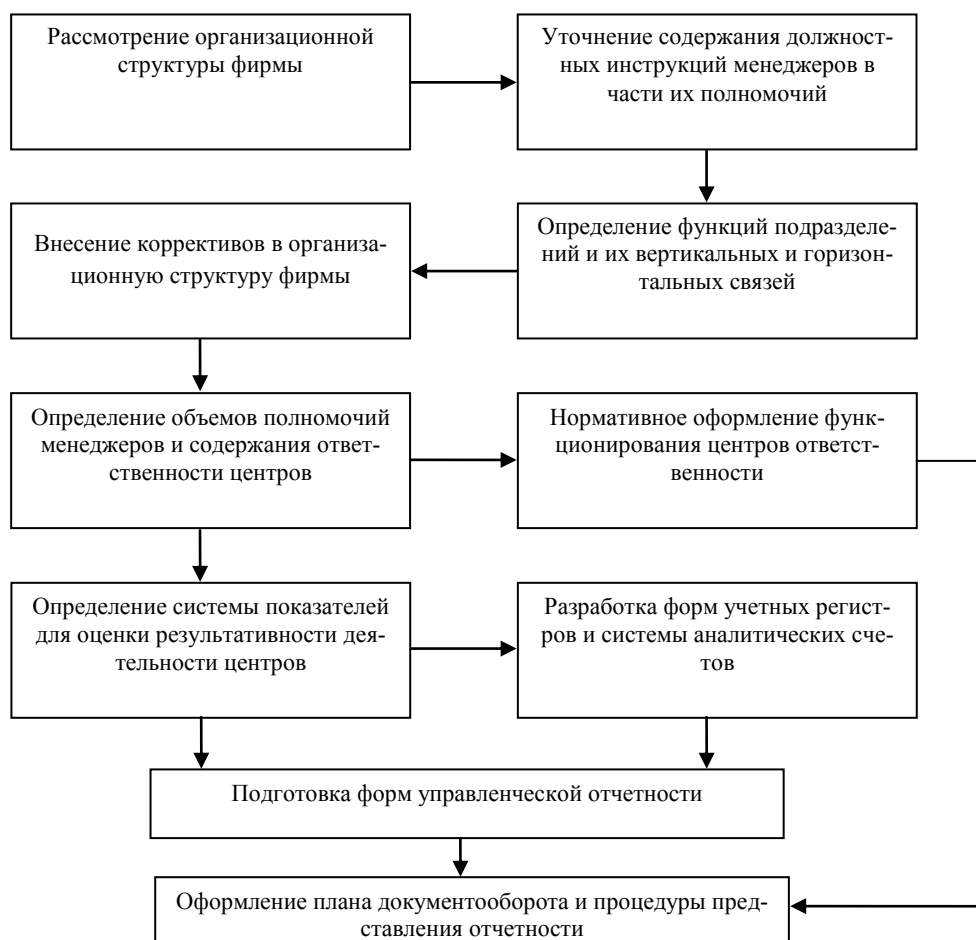 Рассмотрение организационной
структуры фирмы
Уточнение содержания должност-
ных инструкций менеджеров в
части их полномочий
Внесение коррективов в организа-
ционную структуру фирмы
Определение функций подразделе-
ний и их вертикальных и горизон-
тальных связей
Определение объемов полномочий
менеджеров и содержания ответ-
ственности центров
Нормативное оформление функ-
ционирования центров ответст-
венности
Определение системы показателей
для оценки результативности дея-
тельности центров
Разработка форм учетных регист-
ров и системы аналитических сче-
тов
Подготовка форм управленческой отчетности
Оформление плана документооборота и процедуры пред-
ставления отчетности